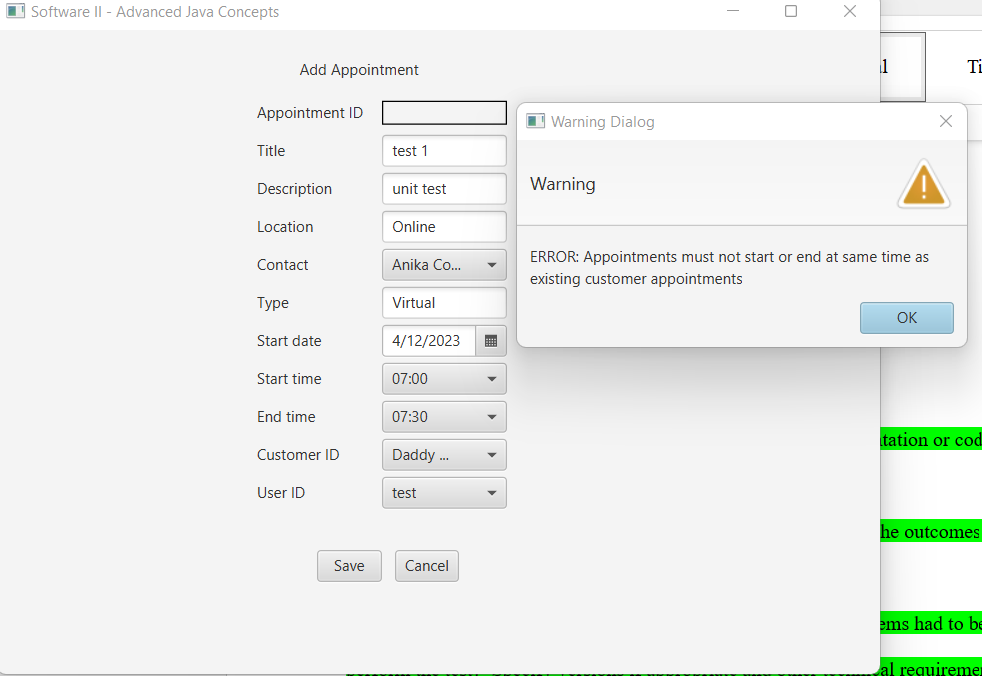 Software II - Advanced Java Concepts
Add Appointment
Appointment ID
Title test 1
Description unit test
Location Online
Contact Anika Co...
Type Virtual
Start date 4/12/2023
Start time 07:00
End time 07:30
Customer ID Daddy ...
User ID test
Save Cancel
Warning Dialog
Warning
ERROR: Appointments must not start or end at same time as
existing customer appointments
OK
Ti
tation or cod
he outcomes
ems had to be
al requiremen